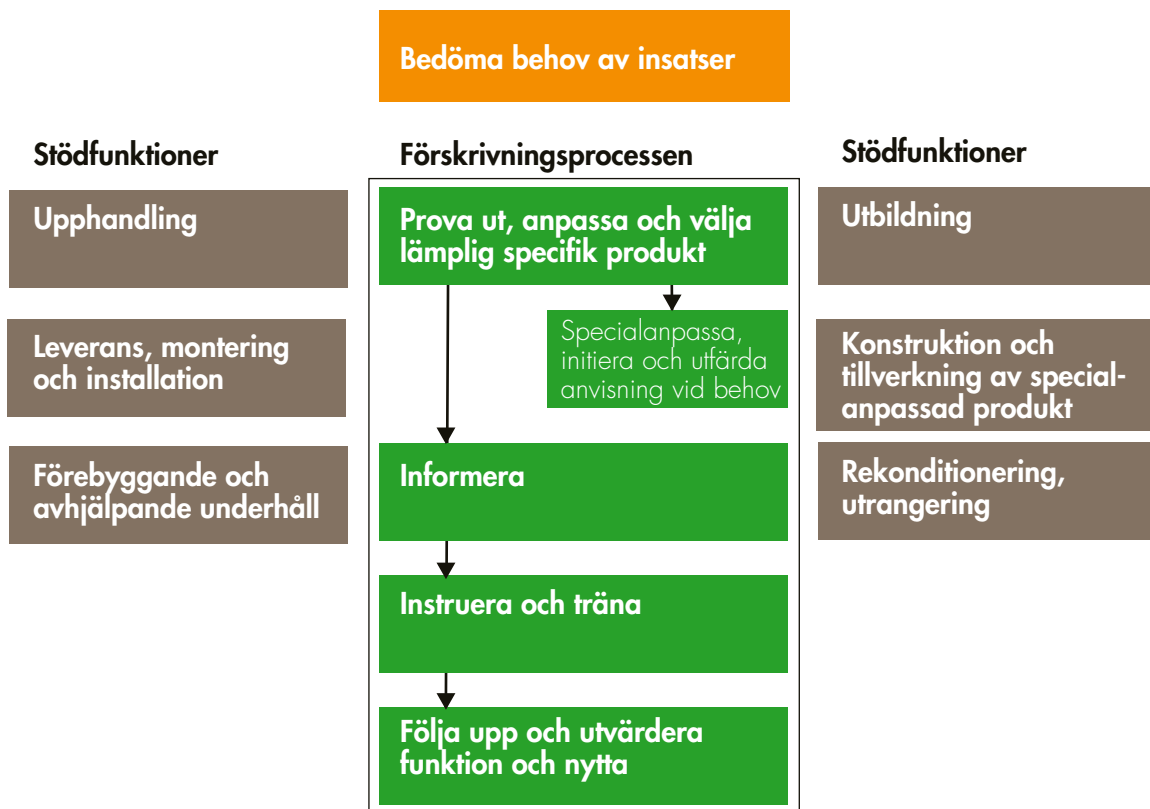 Bedöma behov av insatser
Stödfunktioner
Upphandling
Leverans, montering
och installation
Förebyggande och
avhjälpande underhåll
Förskrivningsprocessen
Prova ut, anpassa och välja
lämplig specifik produkt
Specialanpassa,
initiera och utfärda
anvisning vid behov
Informera
Instruera och träna
Följa upp och utvärdera
funktion och nytta
Stödfunktioner
Utbildning
Konstruktion och
tillverkning av special-
anpassad produkt
Rekonditionering,
utrangering